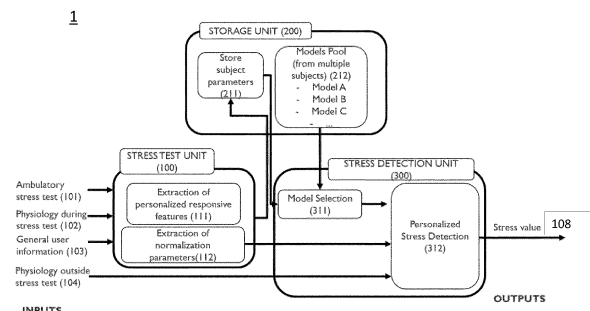 1
STORAGE UNIT (200)
Store
subject
parameters
(211)
Models Pool
(from multiple
subjects) (212)
- Model A
- Model B
- Model C
- ...
STRESS TEST UNIT
(100)
STRESS DETECTION UNIT
(300)
Ambulatory
stress test (101)
Physiology during
stress test (102)
General user
information (103)
Physiology outside
stress test (104)
Extraction of
personalized responsive
features (111)
Extraction of
normalization
parameters(112)
Model Selection
(311)
Personalized
Stress Detection
(312)
Stress value
108
INPUTS
OUTPUTS